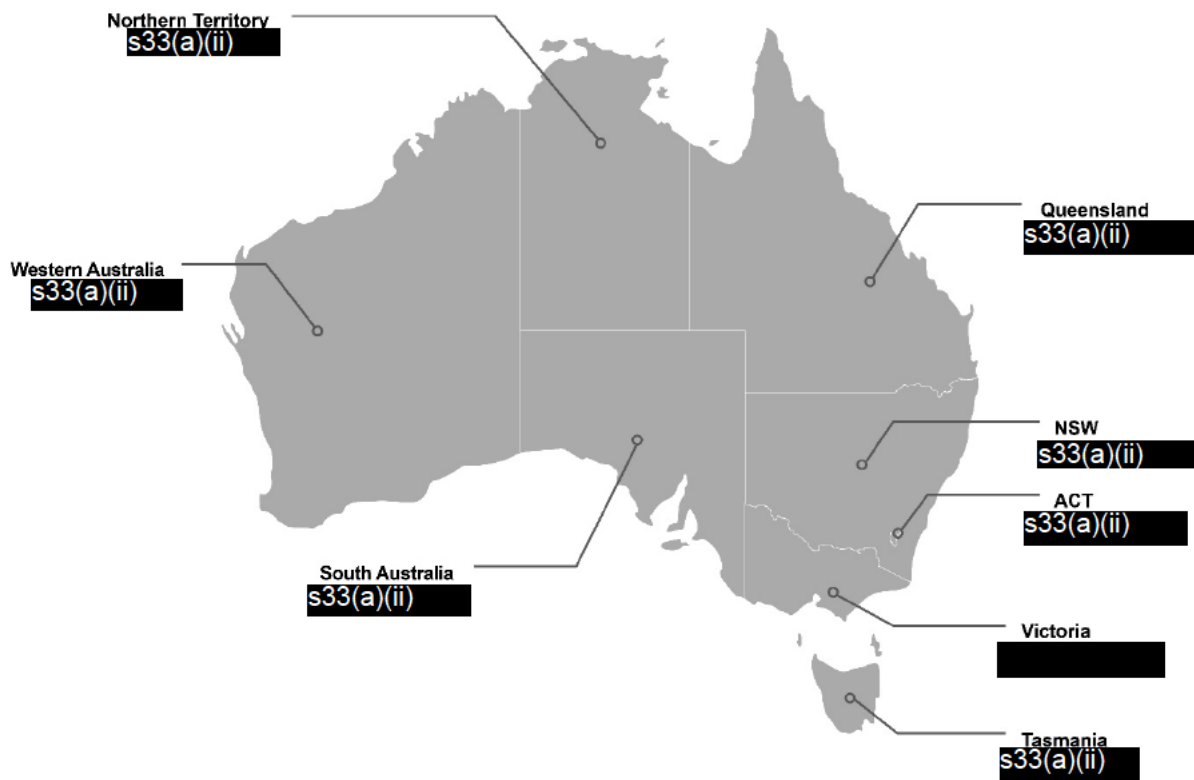 Northern Territory
s33(a)(ii)
Queensland
s33(a)(ii)
Western Australia
s33(a)(ii)
NSW
s33(a)(ii)
ACT
s33(a)(ii)
South Australia
s33(a)(ii)
Victoria
Tasmania
s33(a)(ii)